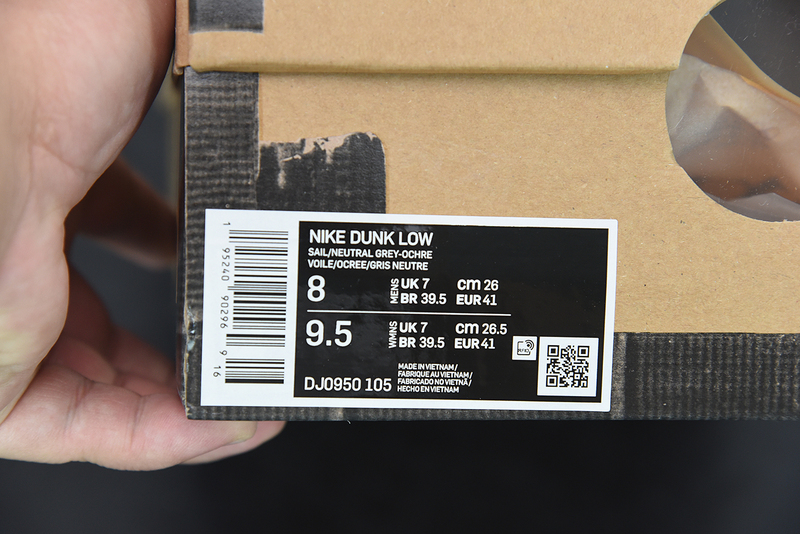 NIKE DUNK LOW
SAIL/NEUTRAL GREY-OCHRE
VOILE/OCREE/GRIS NEUTRE
8 MENS UK 7 cm 26
BR 39.5 EUR 41
9.5 WMNS UK 7 cm 26.5
BR 39.5 EUR 41
DJ0950 105
MADE IN VIETNAM/
FABRIQUE AU VIETNAM/
FABRICADO NO VIETNÃ/
HECHO EN VIETNAM
1 95240 90296 9 16